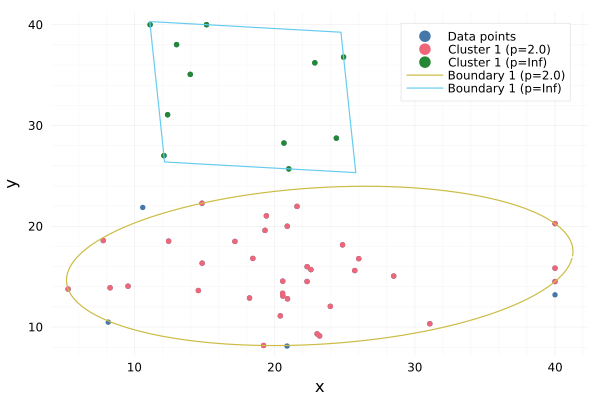 40
30
20
10
y
10
20
30
40
x
Data points
Cluster 1 (p=2.0)
Cluster 1 (p=Inf)
Boundary 1 (p=2.0)
Boundary 1 (p=Inf)